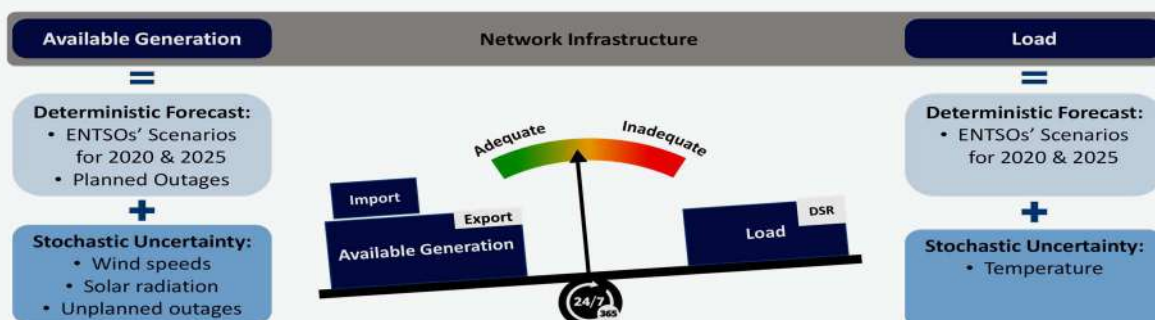 Available Generation
Network Infrastructure
Load
=
=
Deterministic Forecast:
• ENTSOs' Scenarios
for 2020 & 2025
• Planned Outages
+
Stochastic Uncertainty:
• Wind speeds
• Solar radiation
• Unplanned outages
Adequate
Inadequate
Import
Export
Available Generation
DSR
Load
24/7
365
Deterministic Forecast:
• ENTSOs' Scenarios
for 2020 & 2025
+
Stochastic Uncertainty:
• Temperature